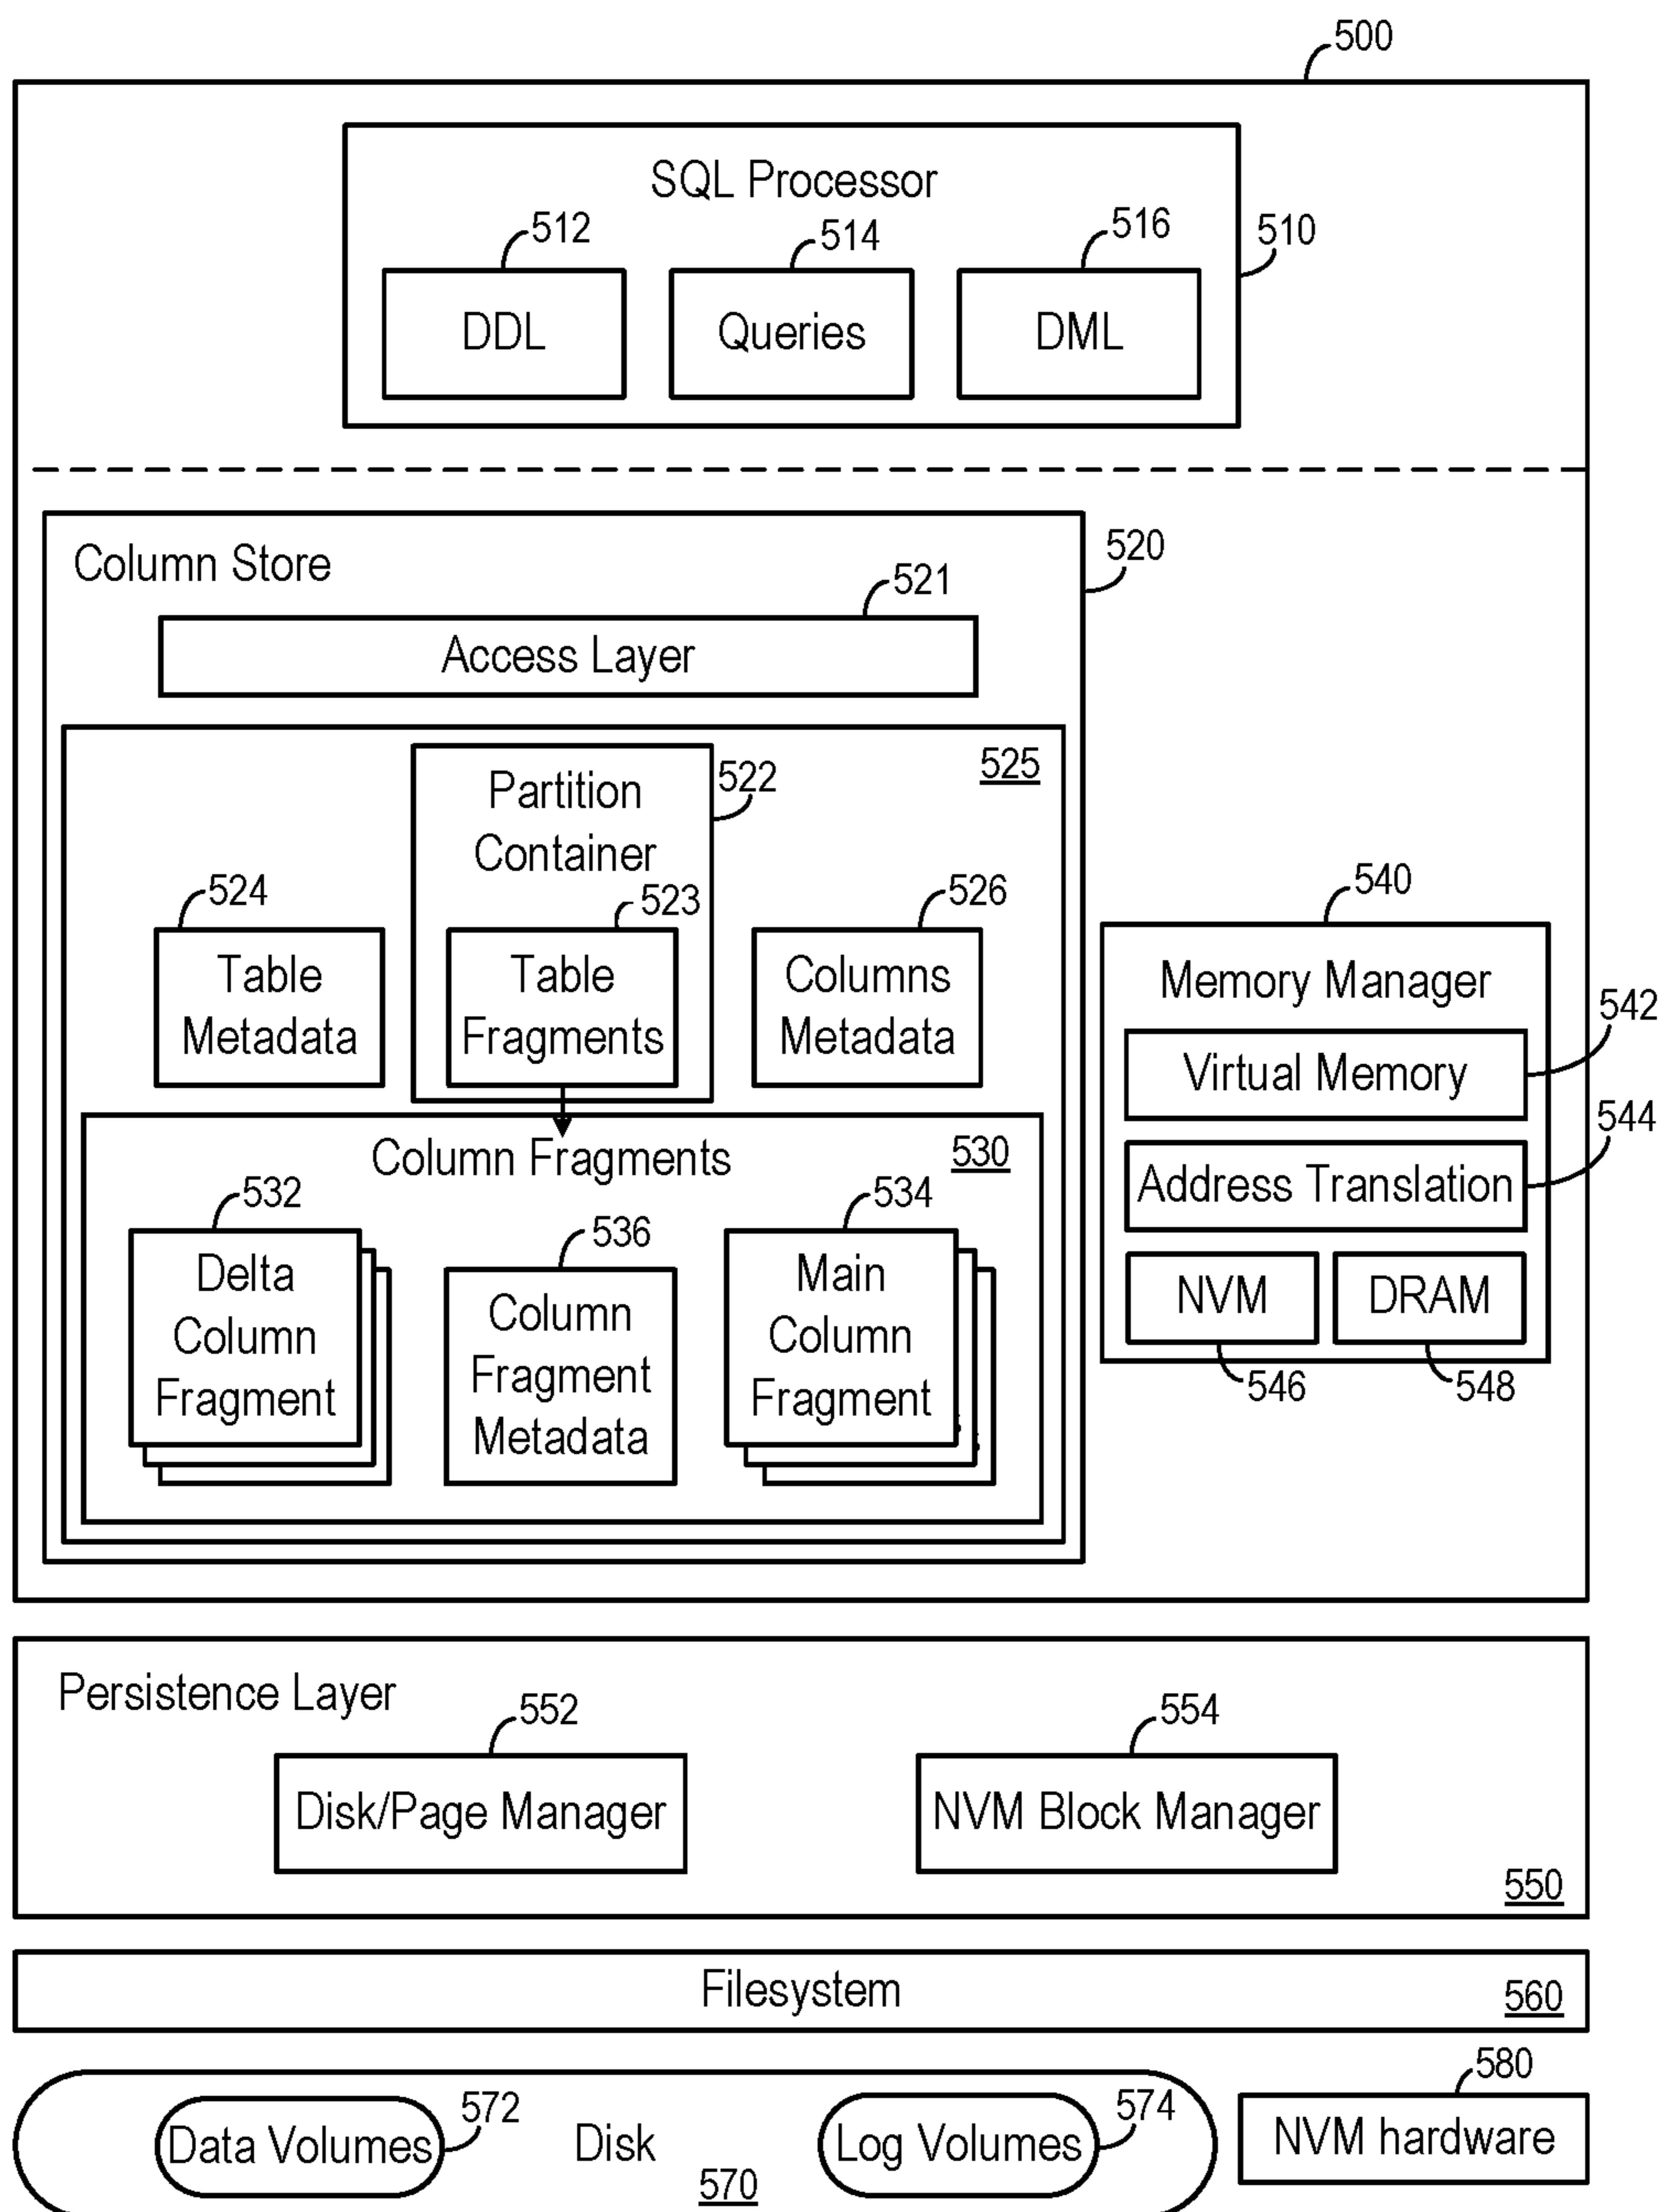 500
SQL Processor
512
514
516
510
DDL
Queries
DML
520
Column Store
521
Access Layer
525
522
Partition
Container
524
523
526
Table
Metadata
Table
Fragments
Columns
Metadata
540
Memory Manager
542
Virtual Memory
544
Address Translation
NVM
DRAM
546
548
Column Fragments
530
532
536
534
Delta
Column
Fragment
Column
Fragment
Metadata
Main
Column
Fragment
Persistence Layer
552
554
Disk/Page Manager
NVM Block Manager
550
Filesystem
560
580
572
574
Data Volumes
Disk
Log Volumes
NVM hardware
570